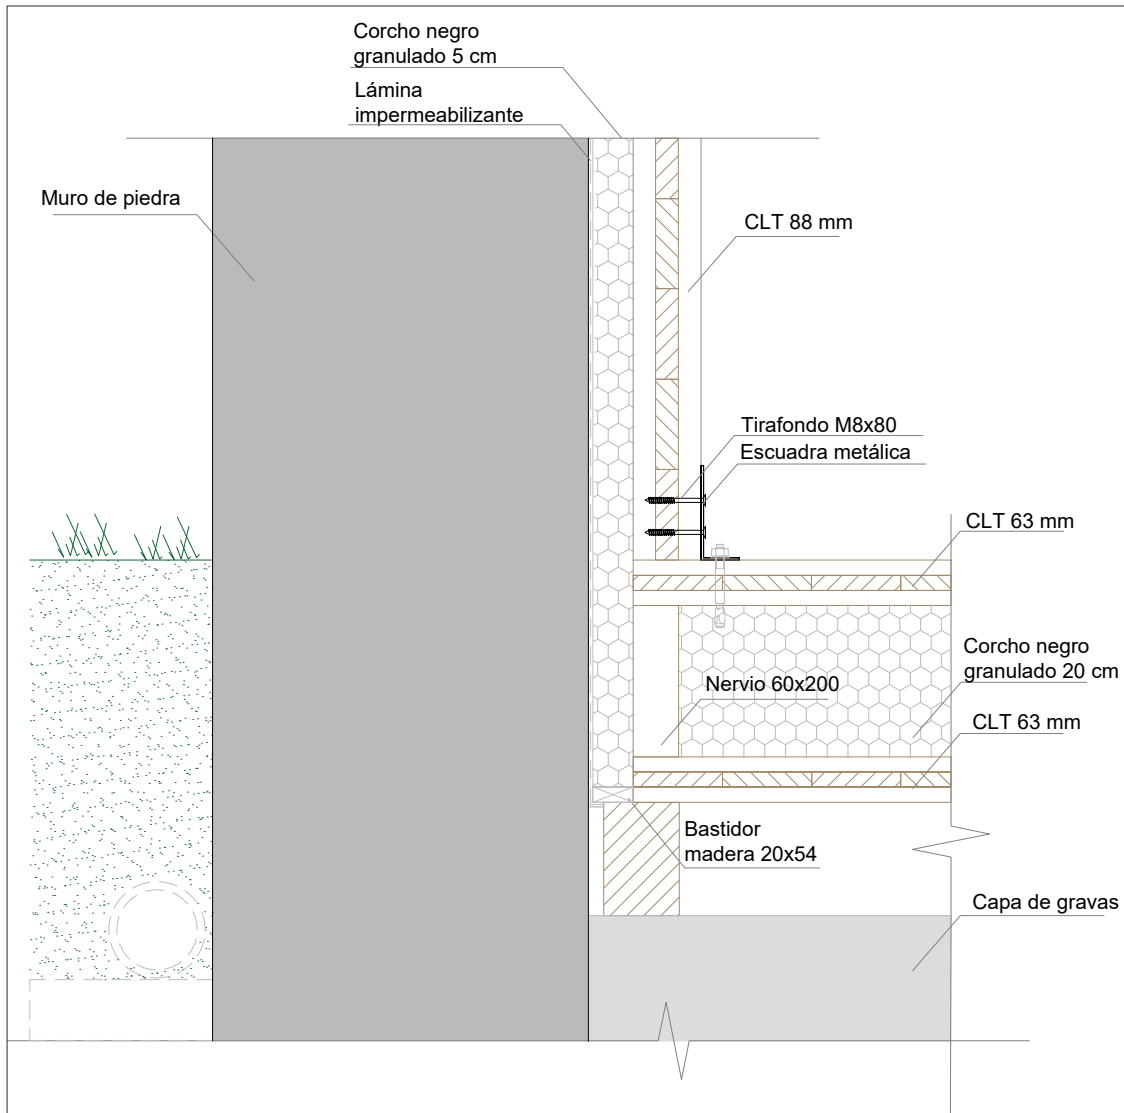 Corcho negro
granulado 5 cm
Lámina
impermeabilizante
Muro de piedra
CLT 88 mm
Tirafondo M8x80
Escuadra metálica
CLT 63 mm
Corcho negro
granulado 20 cm
Nervio 60x200
CLT 63 mm
Bastidor
madera 20x54
Capa de gravas